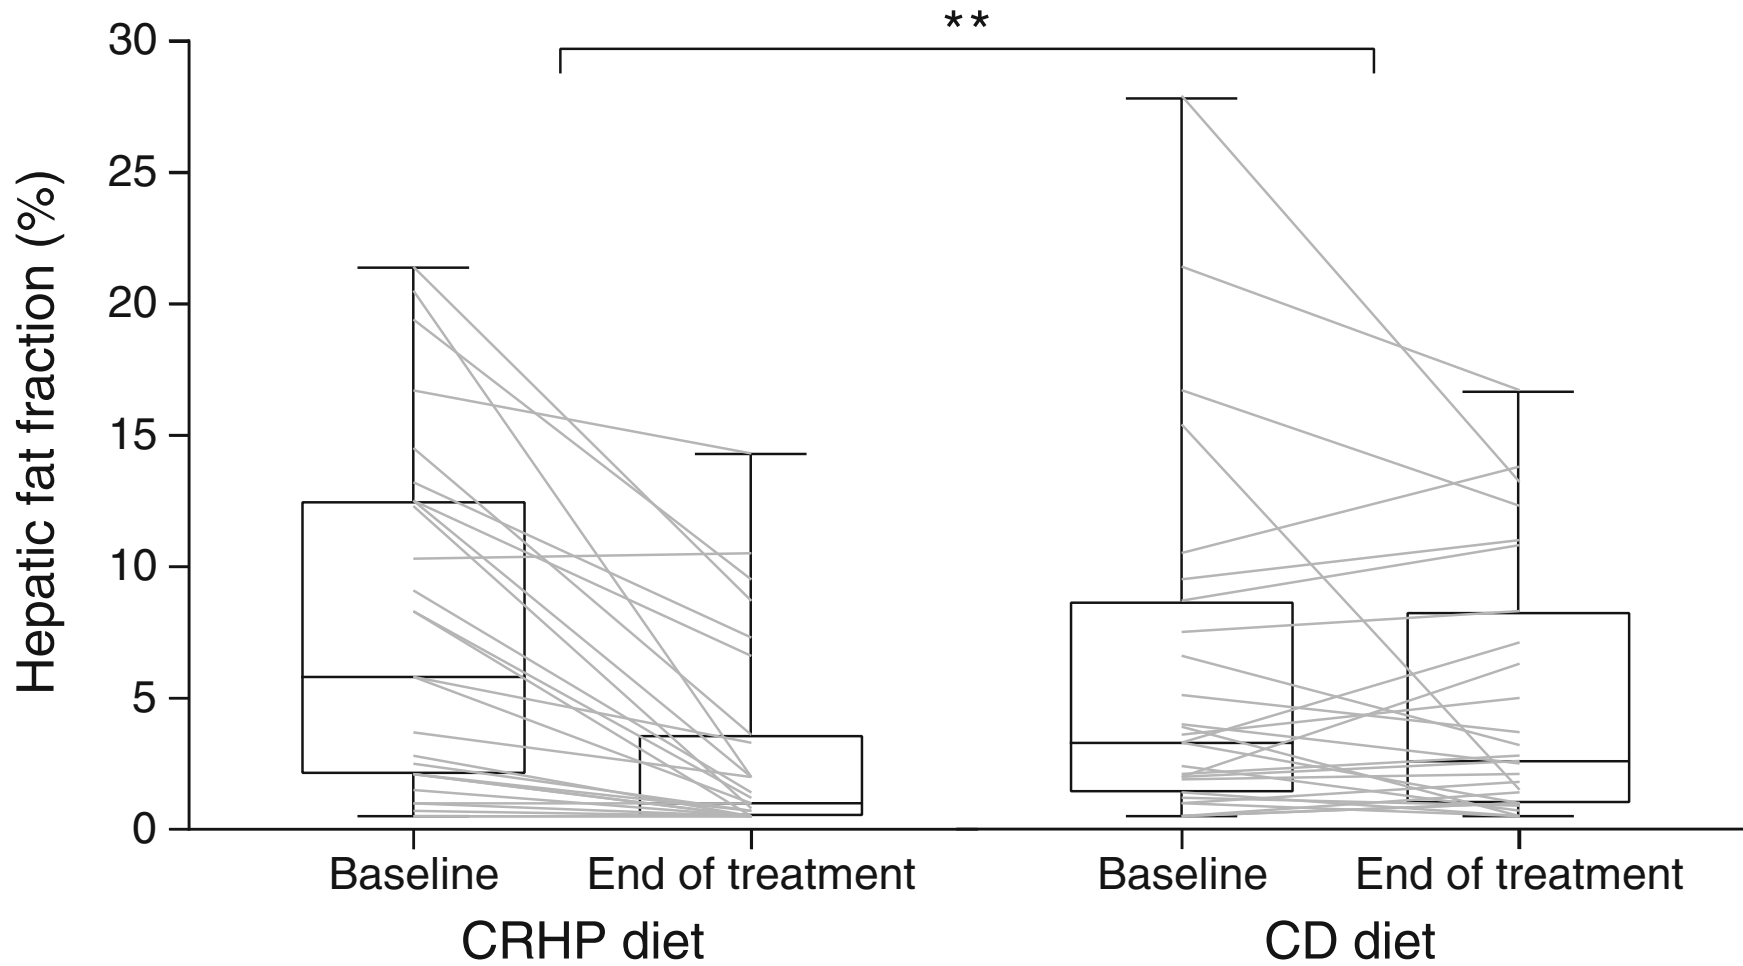 **
30
25
20
15
10
5
0
Hepatic fat fraction (%)
Baseline
End of treatment
Baseline
End of treatment
CRHP diet
CD diet